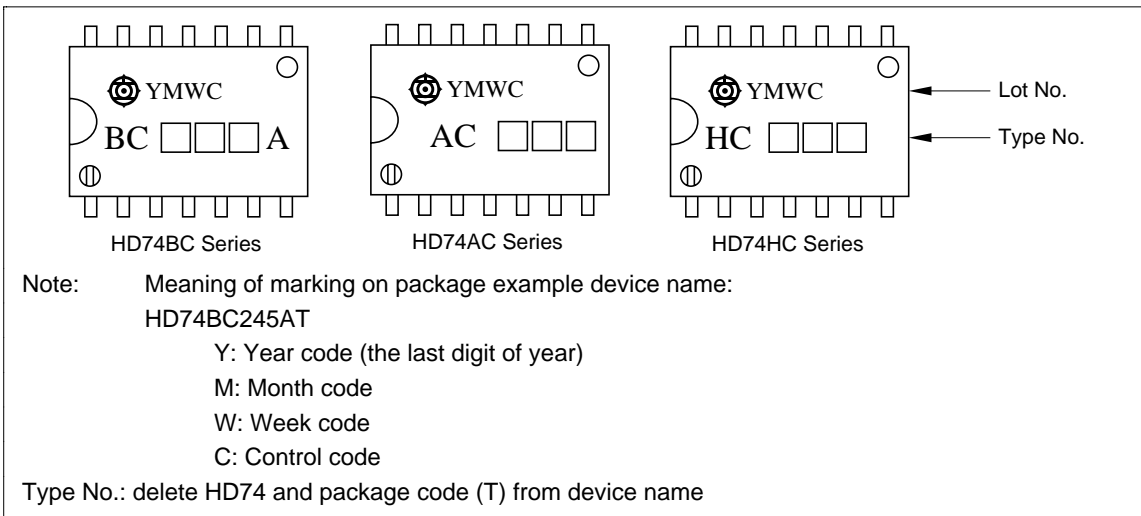 YMWC YMWC YMWC Lot No.
BC □□□ A AC □□□ HC □□□ Type No.
HD74BC Series HD74AC Series HD74HC Series
Note: Meaning of marking on package example device name:
HD74BC245AT
Y: Year code (the last digit of year)
M: Month code
W: Week code
C: Control code
Type No.: delete HD74 and package code (T) from device name